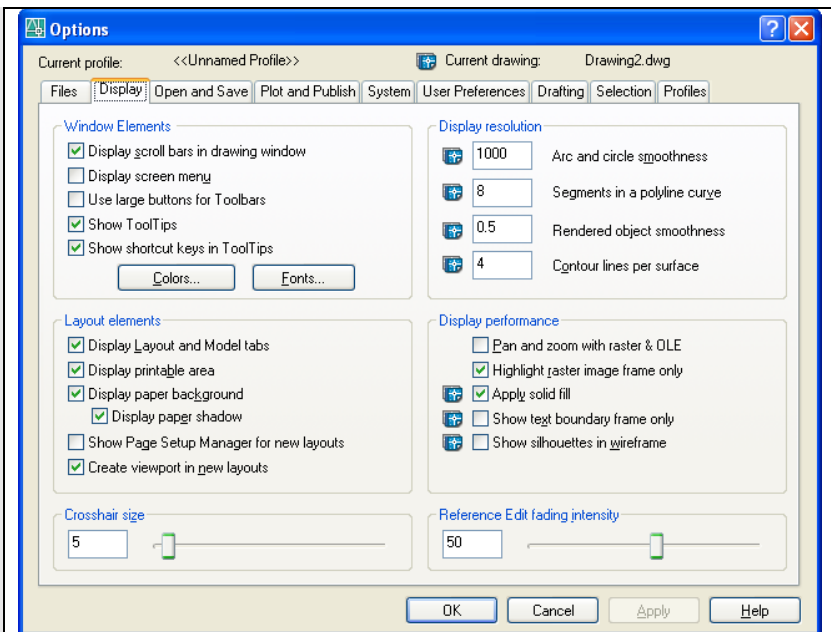 Options
Current profile: <<Unnamed Profile>> Current drawing: Drawing2.dwg
Files Display Open and Save Plot and Publish System User Preferences Drafting Selection Profiles
Window Elements
Display scroll bars in drawing window
Display screen menu
Use large buttons for Toolbars
Show ToolTips
Show shortcut keys in ToolTips
Colors... Fonts...
Display resolution
1000 Arc and circle smoothness
8 Segments in a polyline curve
0.5 Rendered object smoothness
4 Contour lines per surface
Layout elements
Display Layout and Model tabs
Display printable area
Display paper background
Display paper shadow
Show Page Setup Manager for new layouts
Create viewport in new layouts
Display performance
Pan and zoom with raster & OLE
Highlight raster image frame only
Apply solid fill
Show text boundary frame only
Show silhouettes in wireframe
Crosshair size
5
Reference Edit fading intensity
50
OK Cancel Apply Help